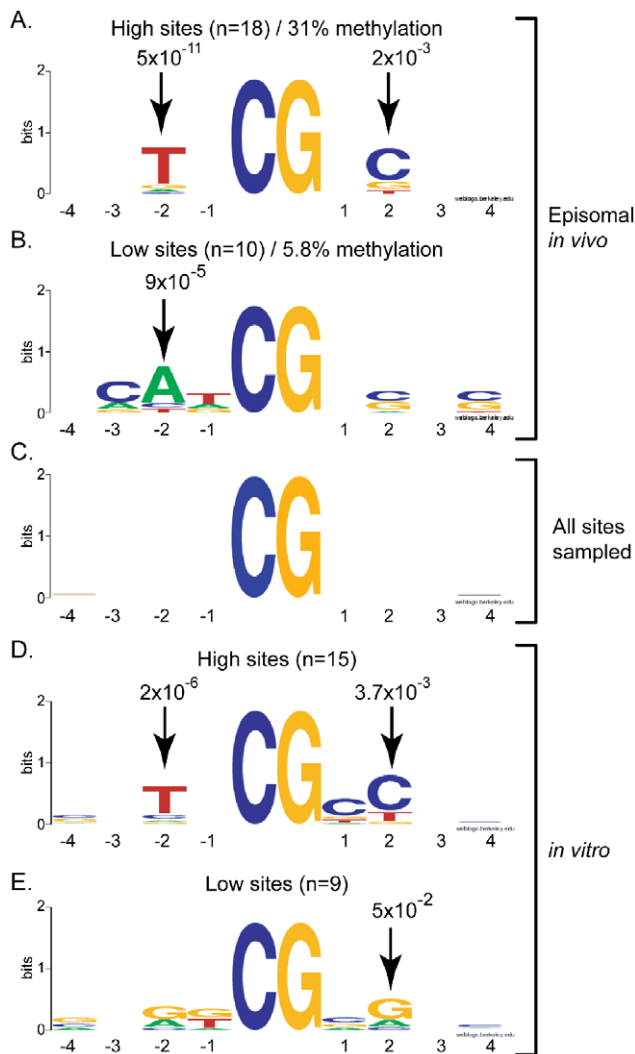 A.
High sites (n=18) / 31% methylation
5x10-11 2x10-3
2
bits
1
0
T CG C G T
weblogo.berkeley.edu
-4 -3 -2 -1 1 2 3 4
B.
Low sites (n=10) / 5.8% methylation
9x10-5
2
bits
1
0
C A A C T T A CG C G C G
weblogo.berkeley.edu
-4 -3 -2 -1 1 2 3 4
Episomal
in vivo
C.
2
bits
1
0
CG
weblogo.berkeley.edu
-4 -3 -2 -1 1 2 3 4
All sites
sampled
D.
High sites (n=15)
2x10-6 3.7x10-3
2
bits
1
0
T CG C C T
weblogo.berkeley.edu
-4 -3 -2 -1 1 2 3 4
E.
Low sites (n=9)
5x10-2
2
bits
1
0
G A G T CG C G A
weblogo.berkeley.edu
-4 -3 -2 -1 1 2 3 4
in vitro